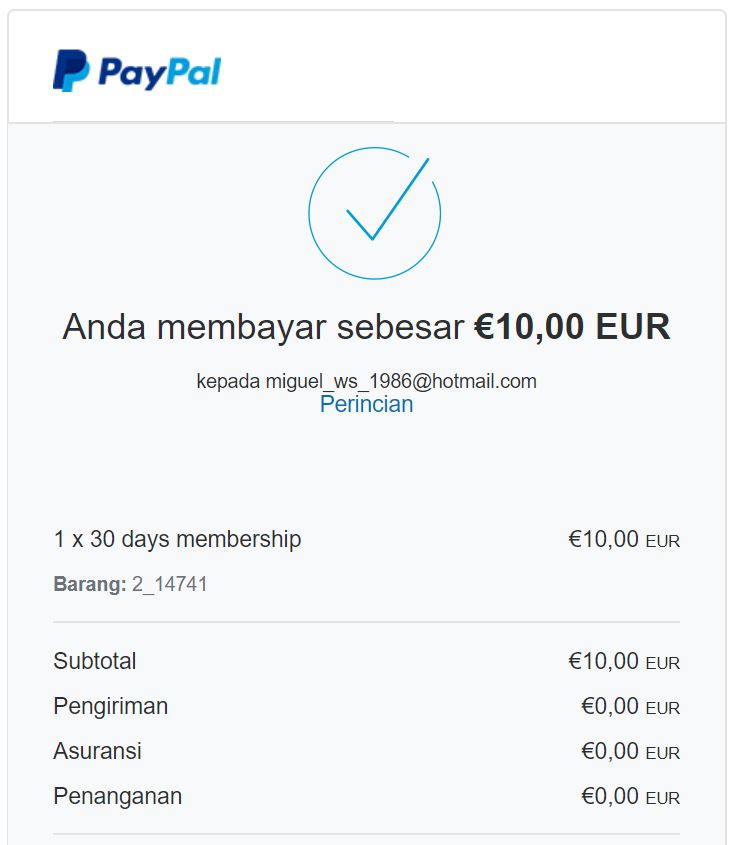 PayPal
Anda membayar sebesar €10,00 EUR
kepada miguel_ws_1986@hotmail.com
Perincian
1 x 30 days membership €10,00 EUR
Barang: 2_14741
Subtotal €10,00 EUR
Pengiriman €0,00 EUR
Asuransi €0,00 EUR
Penanganan €0,00 EUR